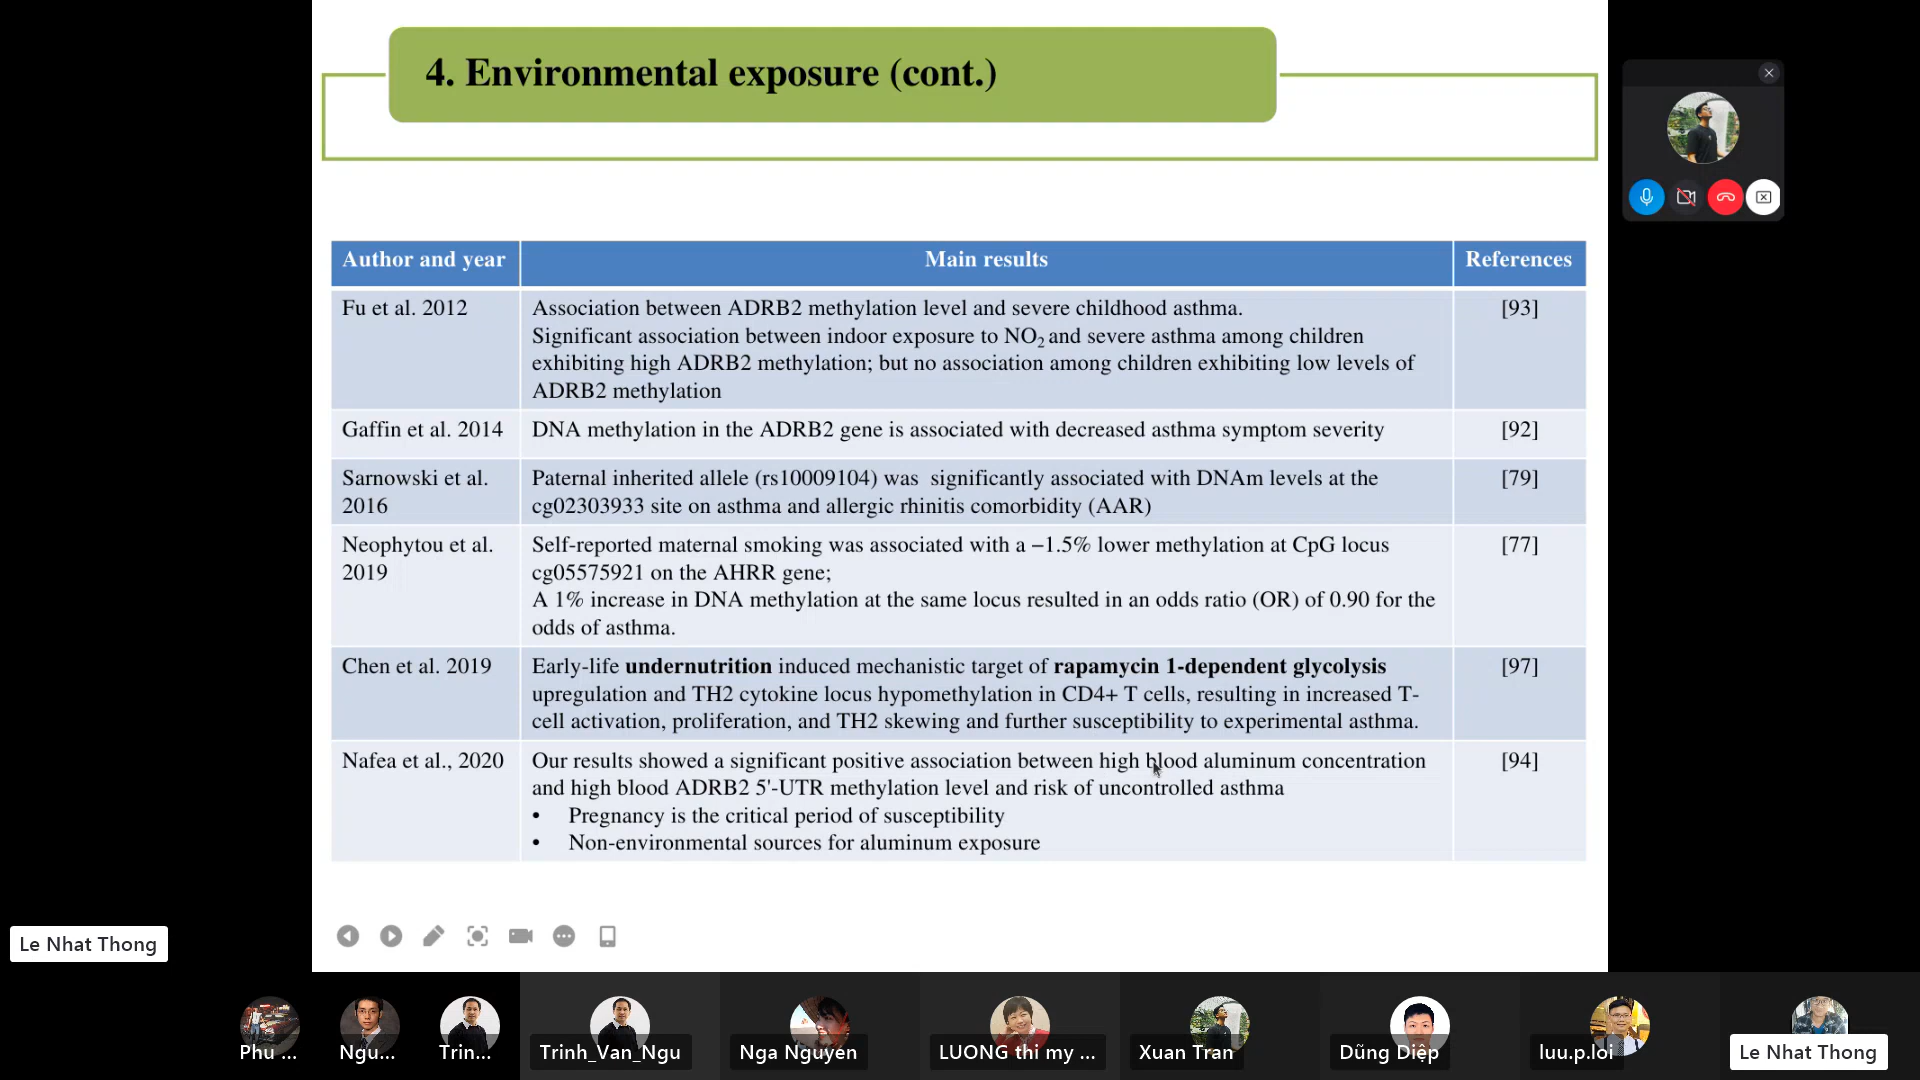 4. Environmental exposure (cont.)
Author and year
Main results
References
Fu et al. 2012
Association between ADRB2 methylation level and severe childhood asthma.
Significant association between indoor exposure to NO₂ and severe asthma among children
exhibiting high ADRB2 methylation; but no association among children exhibiting low levels of
ADRB2 methylation
[93]
Gaffin et al. 2014
DNA methylation in the ADRB2 gene is associated with decreased asthma symptom severity
[92]
Sarnowski et al.
2016
Paternal inherited allele (rs10009104) was significantly associated with DNAm levels at the
cg02303933 site on asthma and allergic rhinitis comorbidity (AAR)
[79]
Neophytou et al.
2019
Self-reported maternal smoking was associated with a −1.5% lower methylation at CpG locus
cg05575921 on the AHRR gene;
A 1% increase in DNA methylation at the same locus resulted in an odds ratio (OR) of 0.90 for the
odds of asthma.
[77]
Chen et al. 2019
Early-life undernutrition induced mechanistic target of rapamycin 1-dependent glycolysis
upregulation and TH2 cytokine locus hypomethylation in CD4+ T cells, resulting in increased T-
cell activation, proliferation, and TH2 skewing and further susceptibility to experimental asthma.
[97]
Nafea et al., 2020
Our results showed a significant positive association between high blood aluminum concentration
and high blood ADRB2 5'-UTR methylation level and risk of uncontrolled asthma
• Pregnancy is the critical period of susceptibility
• Non-environmental sources for aluminum exposure
[94]
Le Nhat Thong
Phu ...
Ngu...
Trin...
Trinh_Van_Ngu
Nga Nguyen
LUONG thi my ...
Xuan Tran
Dũng Diệp
luu.p.loi
Le Nhat Thong